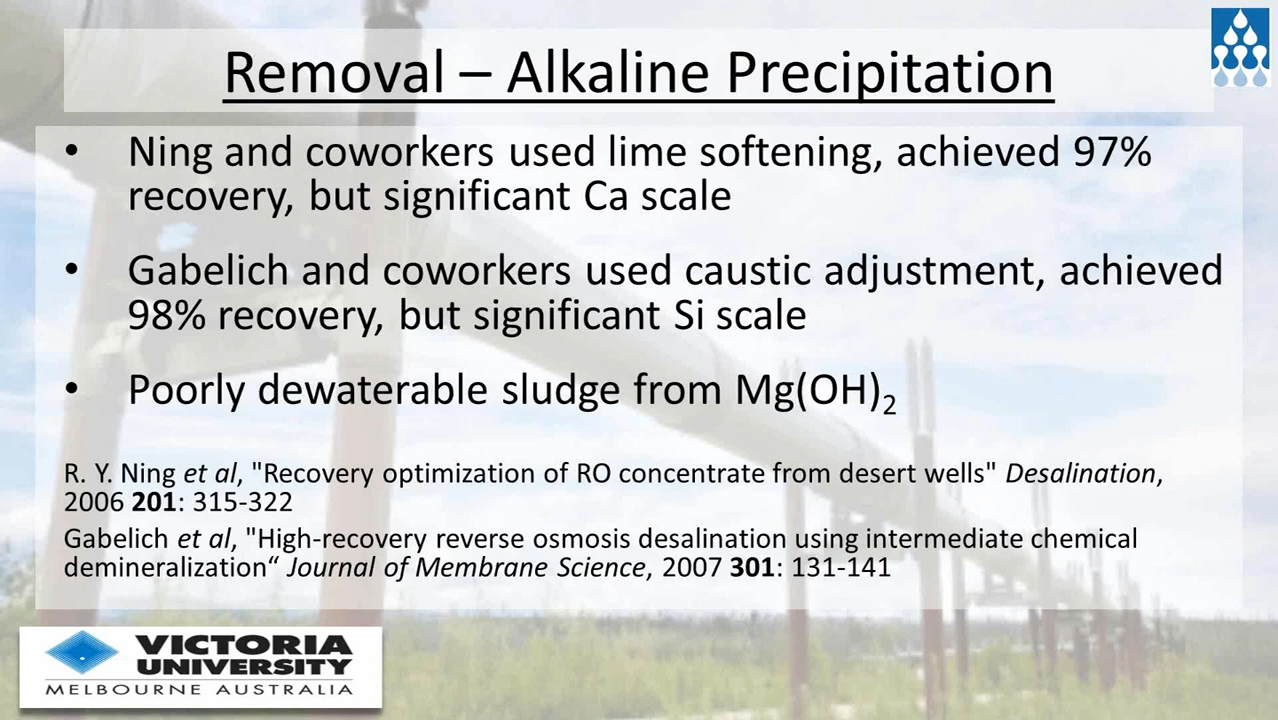 Removal – Alkaline Precipitation
• Ning and coworkers used lime softening, achieved 97%
recovery, but significant Ca scale
• Gabelich and coworkers used caustic adjustment, achieved
98% recovery, but significant Si scale
• Poorly dewaterable sludge from Mg(OH)₂
R. Y. Ning et al, "Recovery optimization of RO concentrate from desert wells" Desalination,
2006 201: 315-322
Gabelich et al, "High-recovery reverse osmosis desalination using intermediate chemical
demineralization“ Journal of Membrane Science, 2007 301: 131-141
VICTORIA
UNIVERSITY
MELBOURNE AUSTRALIA